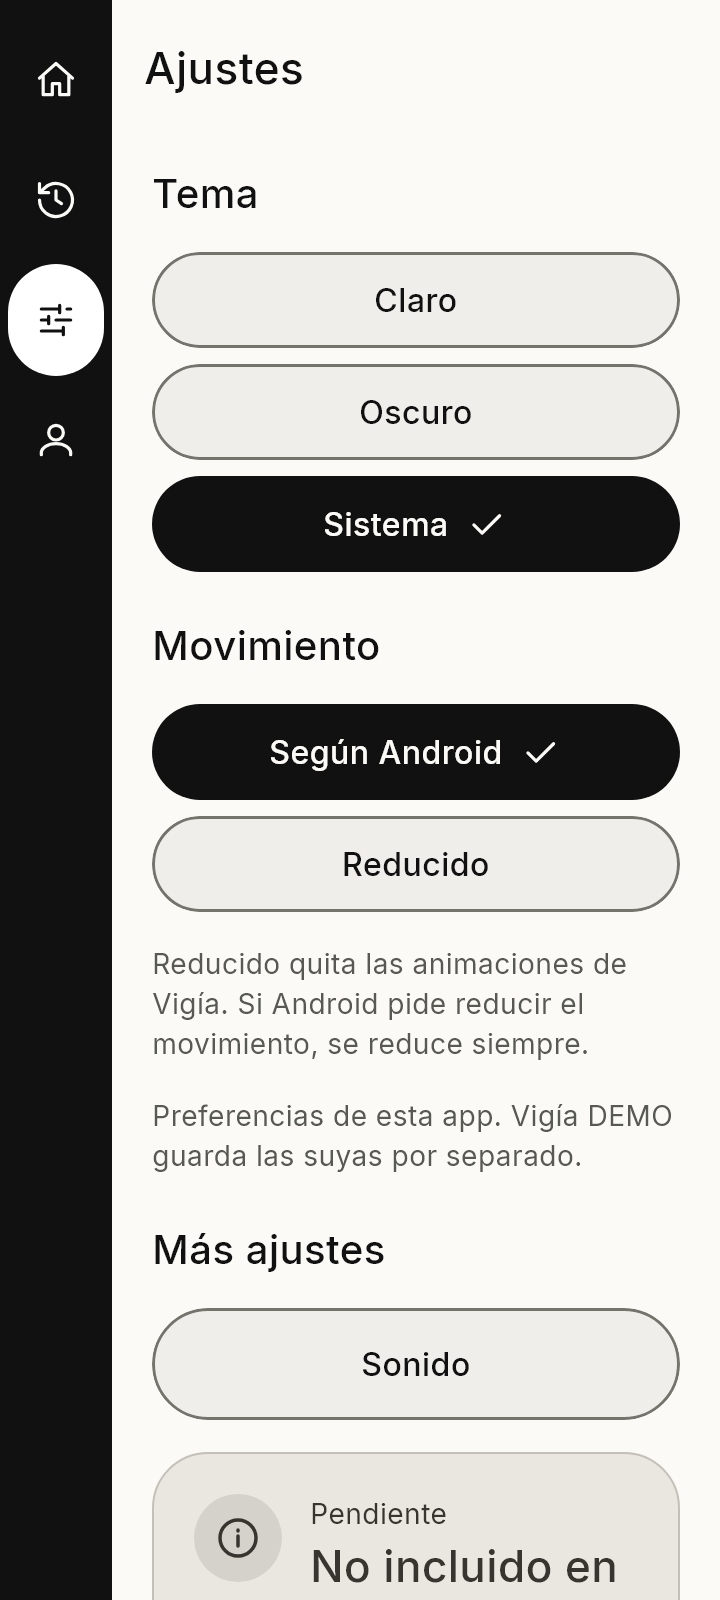 Ajustes
Tema
Claro
Oscuro
Sistema
Movimiento
Según Android
Reducido
Reducido quita las animaciones de
Vigía. Si Android pide reducir el
movimiento, se reduce siempre.
Preferencias de esta app. Vigía DEMO
guarda las suyas por separado.
Más ajustes
Sonido
Pendiente
No incluido en